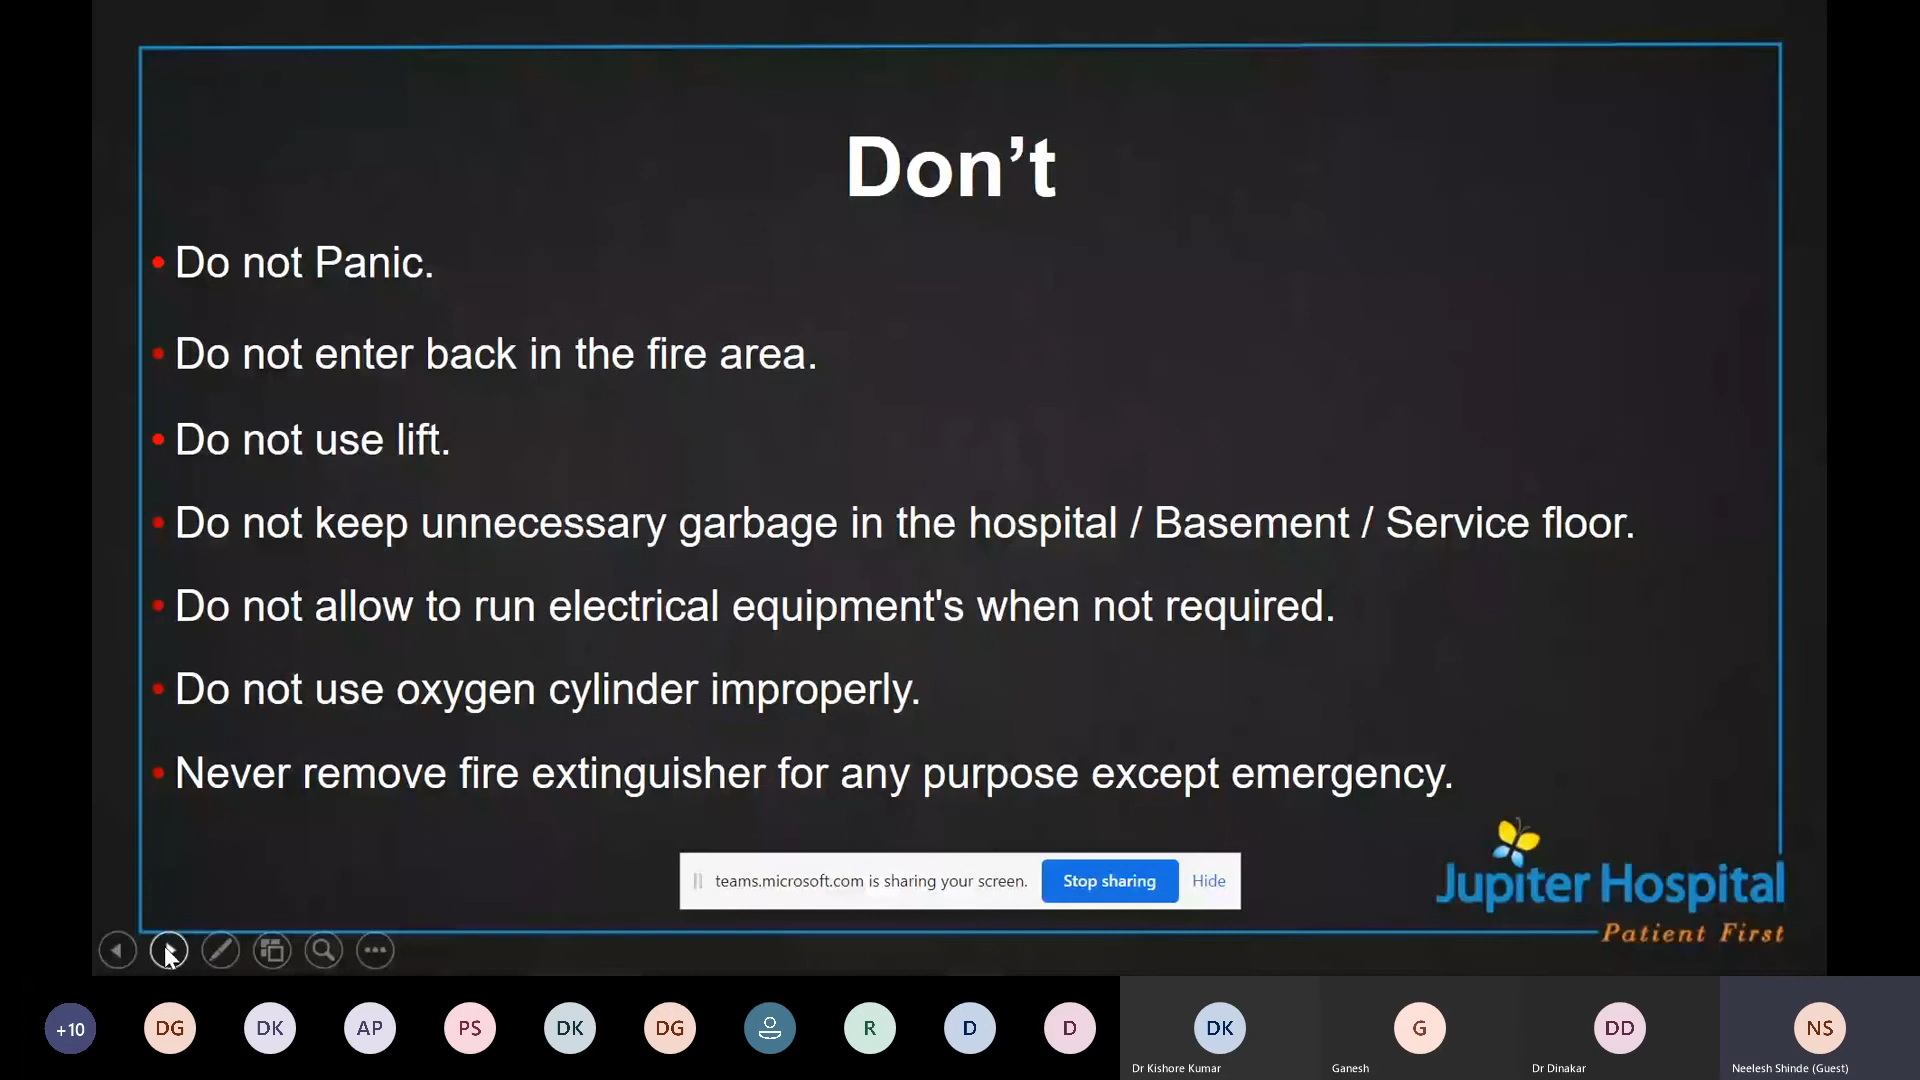 Don’t
• Do not Panic.
• Do not enter back in the fire area.
• Do not use lift.
• Do not keep unnecessary garbage in the hospital / Basement / Service floor.
• Do not allow to run electrical equipment's when not required.
• Do not use oxygen cylinder improperly.
• Never remove fire extinguisher for any purpose except emergency.
teams.microsoft.com is sharing your screen. Stop sharing Hide
Jupiter Hospital
Patient First
+10 DG DK AP PS DK DG R D D DK G DD NS
Dr Kishore Kumar Ganesh Dr Dinakar Neelesh Shinde (Guest)